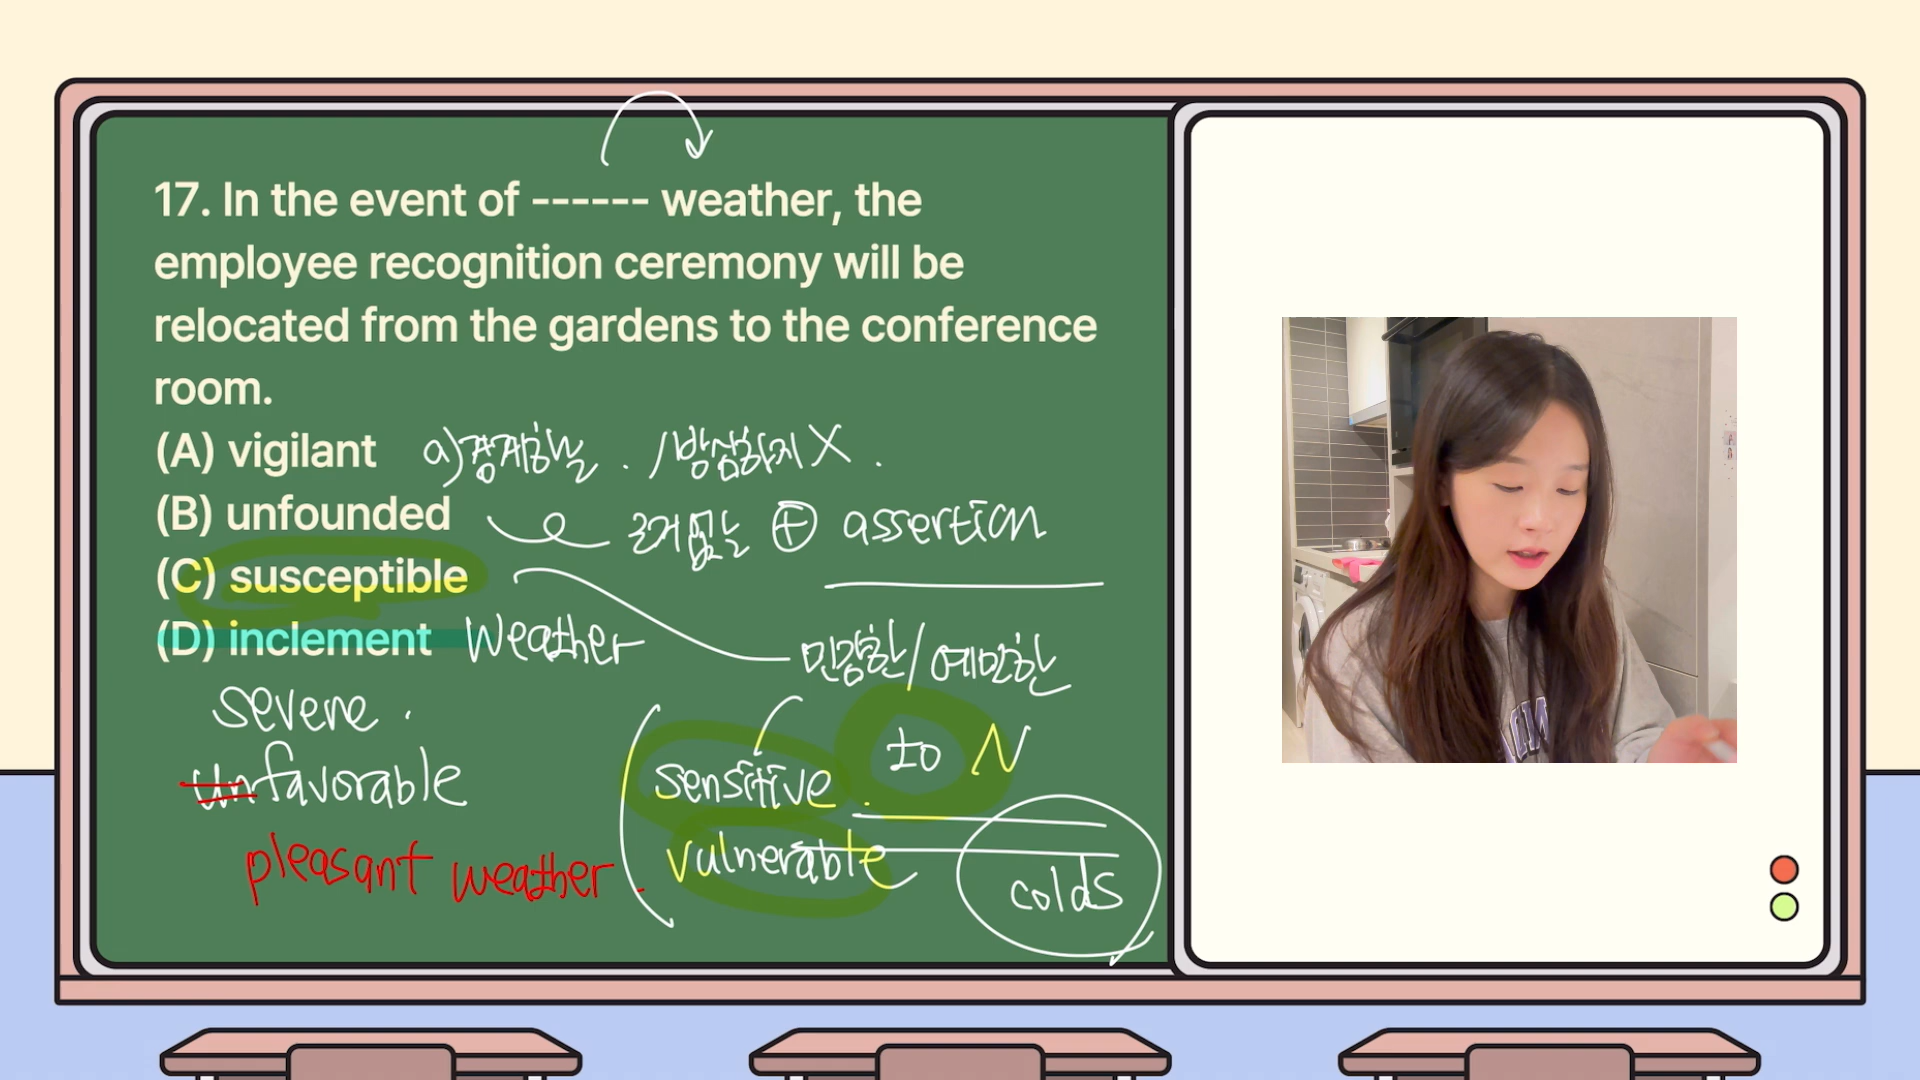 17. In the event of ------ weather, the
employee recognition ceremony will be
relocated from the gardens to the conference
room.
(A) vigilant a) 경계하는 . / 방심하지 X .
(B) unfounded 근거없는 ⊕ assertion
(C) susceptible
(D) inclement weather 민감한/예민한
severe .
unfavorable
sensitive . to N
vulnerable
pleasant weather .
colds